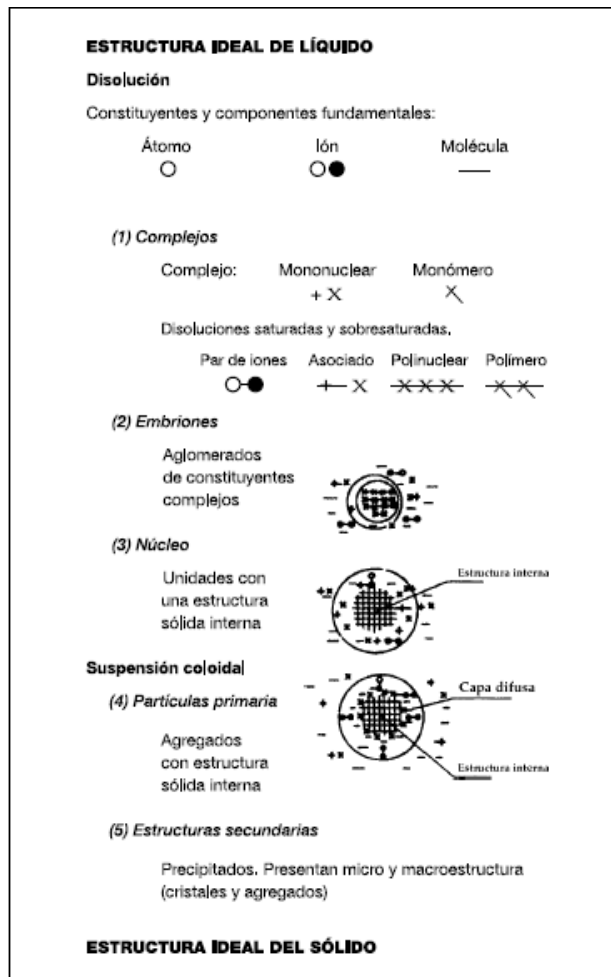 ESTRUCTURA IDEAL DE LÍQUIDO
Disolución
Constituyentes y componentes fundamentales:
Átomo Ión Molécula
(1) Complejos
Complejo: Mononuclear Monómero
Disoluciones saturadas y sobresaturadas.
Par de iones Asociado Polinuclear Polímero
(2) Embriones
Aglomerados
de constituyentes
complejos
(3) Núcleo
Unidades con
una estructura
sólida interna
Estructura interna
Suspensión coloidal
(4) Partículas primaria
Capa difusa
Agregados
con estructura
sólida interna
Estructura interna
(5) Estructuras secundarias
Precipitados. Presentan micro y macroestructura
(cristales y agregados)
ESTRUCTURA IDEAL DEL SÓLIDO